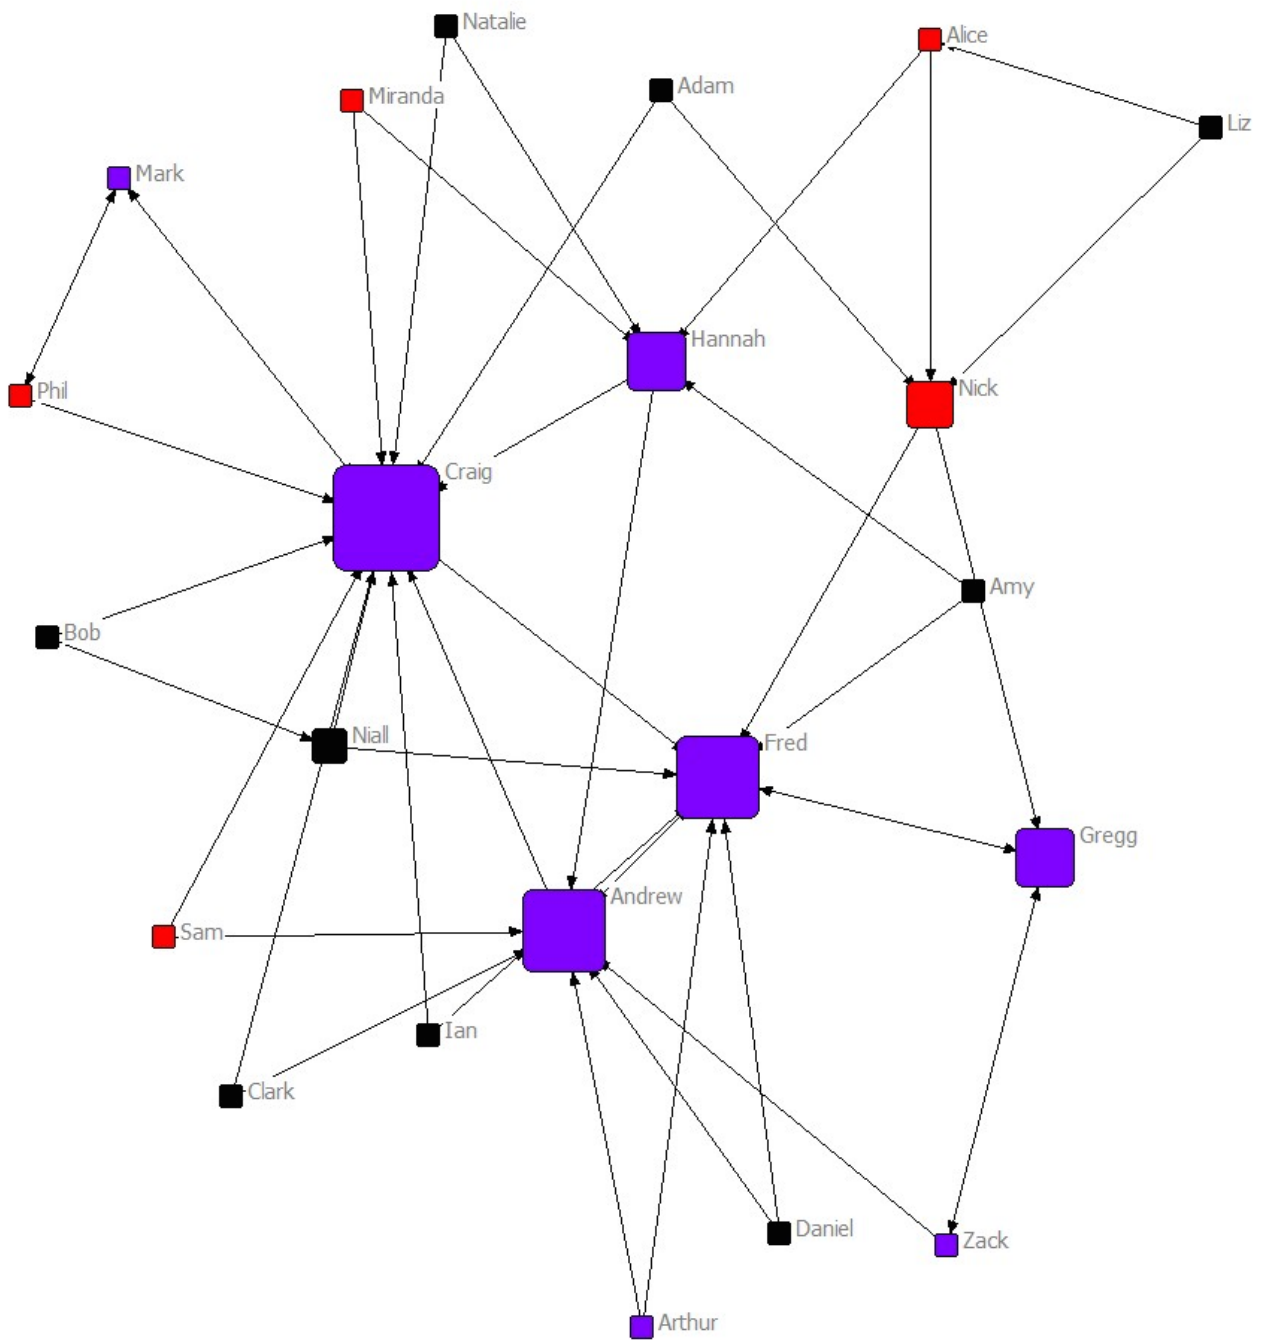 Natalie
Alice
Adam
Miranda
Liz
Mark
Hannah
Nick
Phil
Craig
Amy
Bob
Niall
Fred
Gregg
Andrew
Sam
Ian
Clark
Daniel
Zack
Arthur